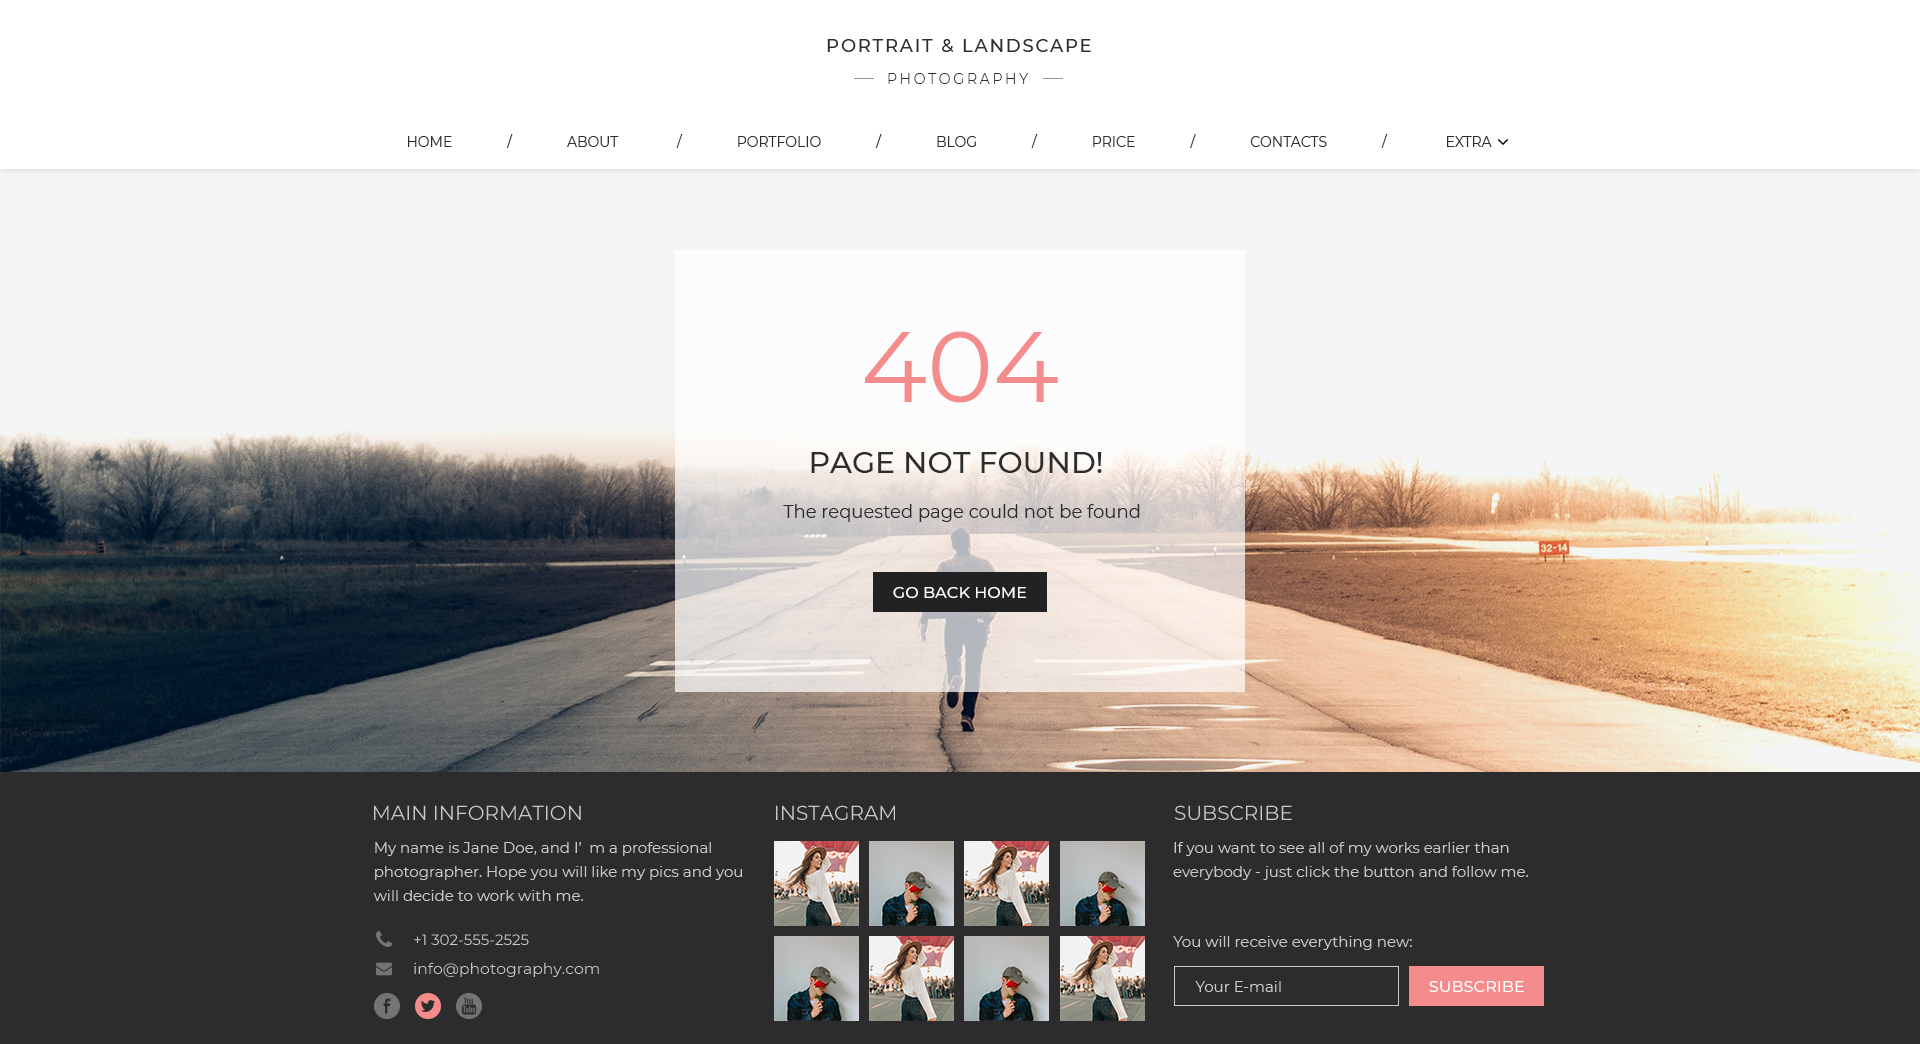 PORTRAIT & LANDSCAPE
PHOTOGRAPHY
HOME / ABOUT / PORTFOLIO / BLOG / PRICE / CONTACTS / EXTRA
404
PAGE NOT FOUND!
The requested page could not be found
32-14
GO BACK HOME
MAIN INFORMATION
My name is Jane Doe, and I’ m a professional
photographer. Hope you will like my pics and you
will decide to work with me.
+1 302-555-2525
info@photography.com
You
Tube
INSTAGRAM
SUBSCRIBE
If you want to see all of my works earlier than
everybody - just click the button and follow me.
You will receive everything new:
Your E-mail
SUBSCRIBE